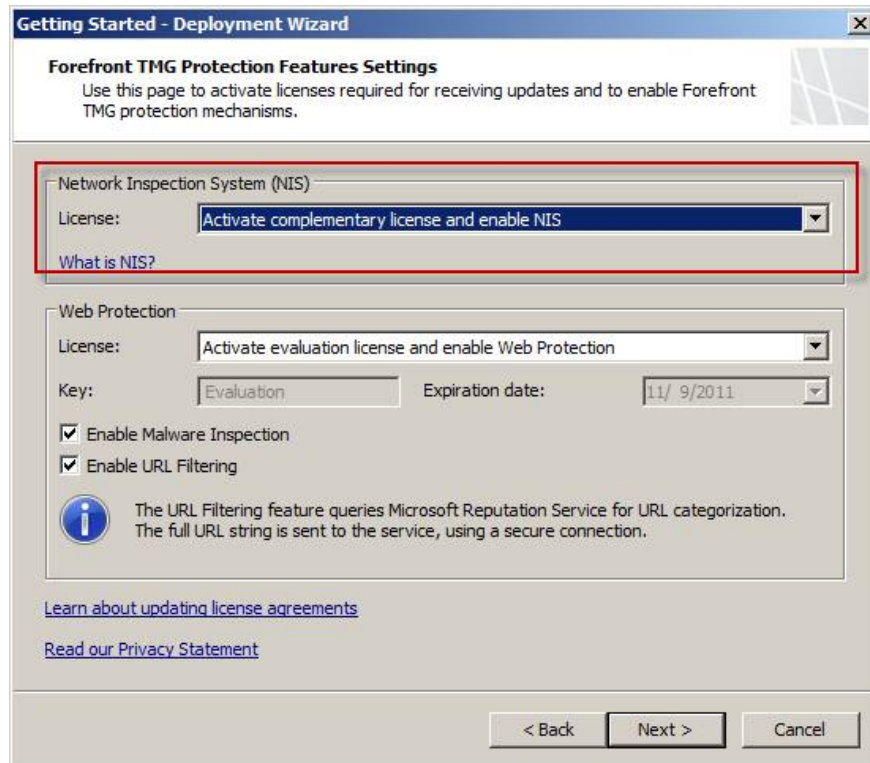 Getting Started - Deployment Wizard
Forefront TMG Protection Features Settings
Use this page to activate licenses required for receiving updates and to enable Forefront
TMG protection mechanisms.
Network Inspection System (NIS)
License: Activate complementary license and enable NIS
What is NIS?
Web Protection
License: Activate evaluation license and enable Web Protection
Key: Evaluation Expiration date: 11/ 9/2011
Enable Malware Inspection
Enable URL Filtering
The URL Filtering feature queries Microsoft Reputation Service for URL categorization.
The full URL string is sent to the service, using a secure connection.
Learn about updating license agreements
Read our Privacy Statement
< Back Next > Cancel